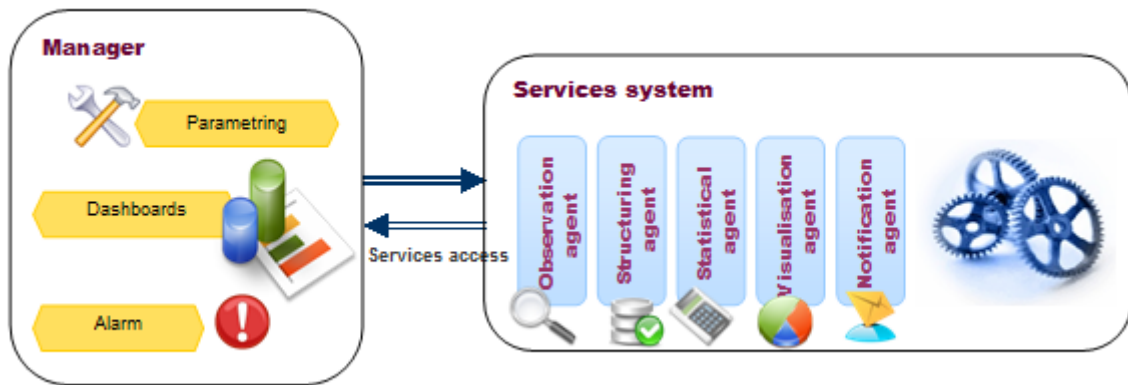 Manager
Parametring
Dashboards
Alarm
Services access
Services system
Observation
agent
Structuring
agent
Statistical
agent
Visualisation
agent
Notification
agent